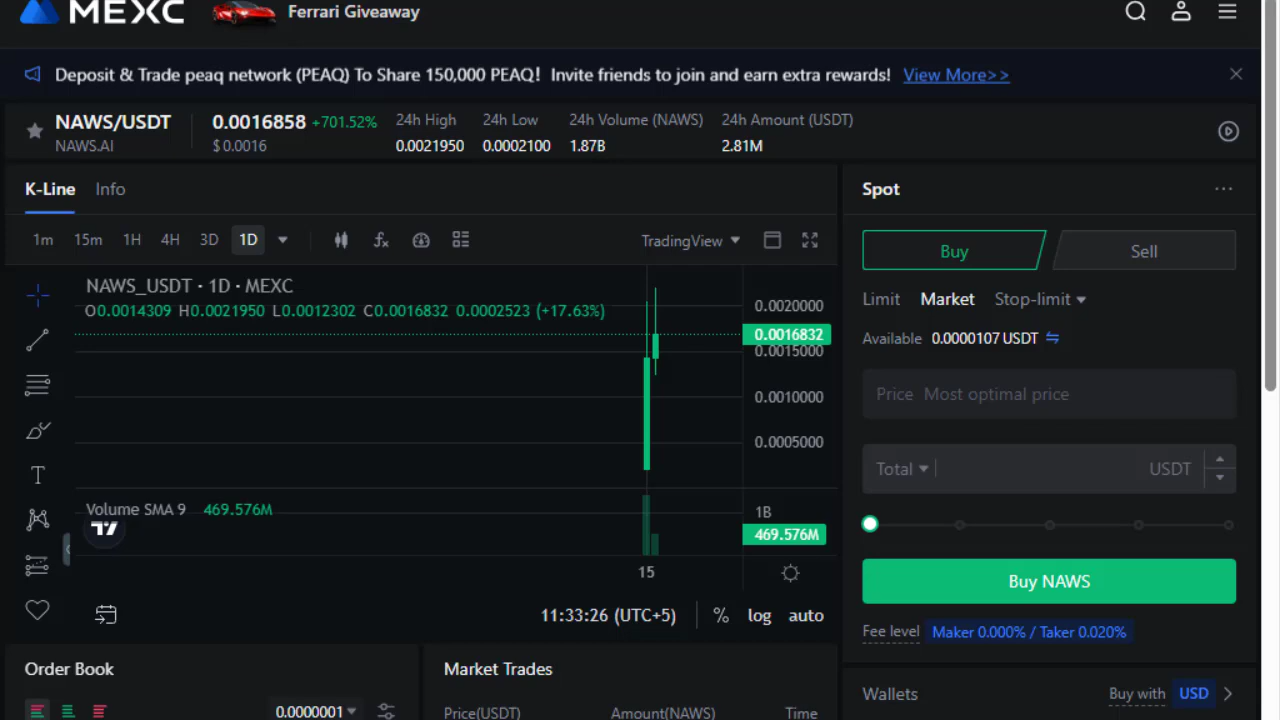 MEXC
Ferrari Giveaway
Deposit & Trade peaq network (PEAQ) To Share 150,000 PEAQ! Invite friends to join and earn extra rewards! View More>>
NAWS/USDT
NAWS.AI
0.0016858 +701.52%
$ 0.0016
24h High
0.0021950
24h Low
0.0002100
24h Volume (NAWS)
1.87B
24h Amount (USDT)
2.81M
K-Line Info
1m 15m 1H 4H 3D 1D
TradingView
NAWS_USDT · 1D · MEXC
O0.0014309 H0.0021950 L0.0012302 C0.0016832 0.0002523 (+17.63%)
0.0020000
0.0016832
0.0015000
0.0010000
0.0005000
Volume SMA 9 469.576M
1B
469.576M
15
11:33:26 (UTC+5) % log auto
Order Book
0.0000001
Market Trades
Price(USDT) Amount(NAWS) Time
Spot
Buy Sell
Limit Market Stop-limit
Available 0.0000107 USDT
Price Most optimal price
Total USDT
Buy NAWS
Fee level Maker 0.000% / Taker 0.020%
Wallets Buy with USD